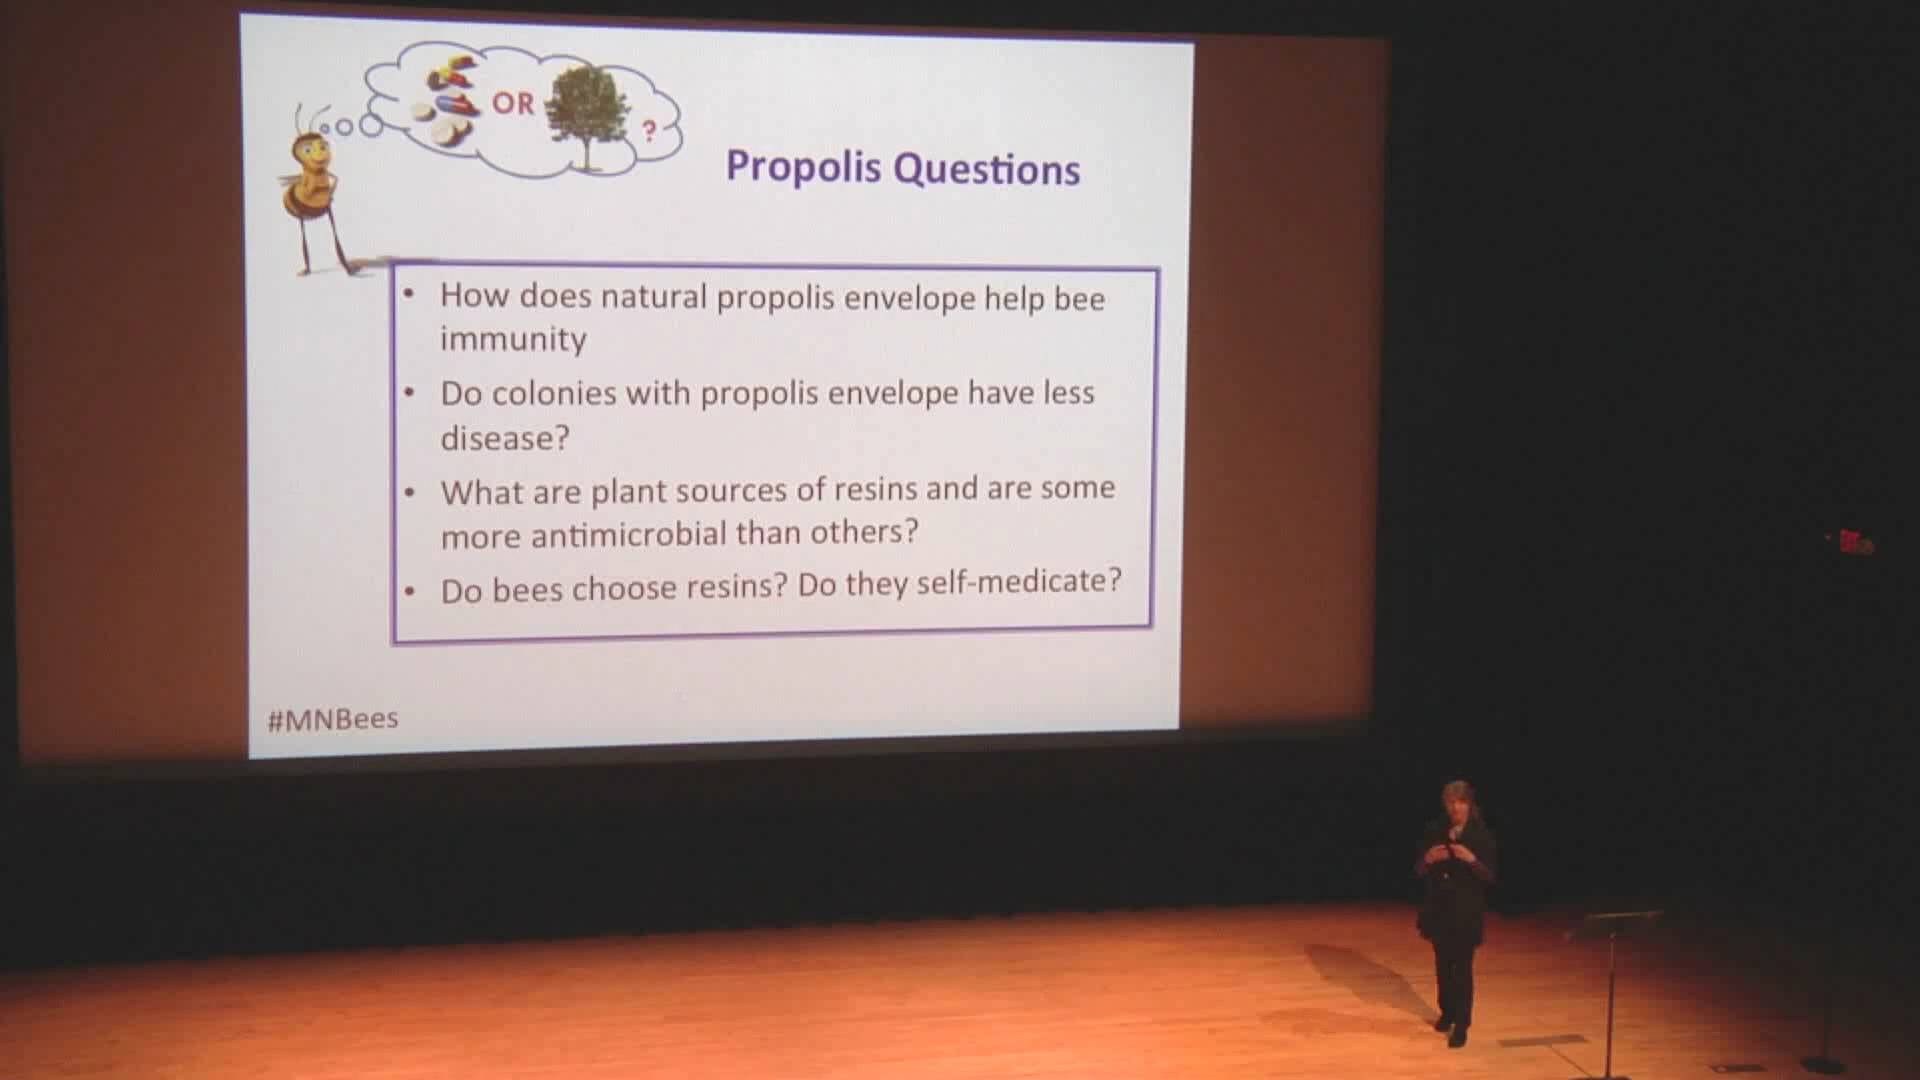 OR
?
Propolis Questions
• How does natural propolis envelope help bee
immunity
• Do colonies with propolis envelope have less
disease?
• What are plant sources of resins and are some
more antimicrobial than others?
• Do bees choose resins? Do they self-medicate?
#MNBees
EXIT